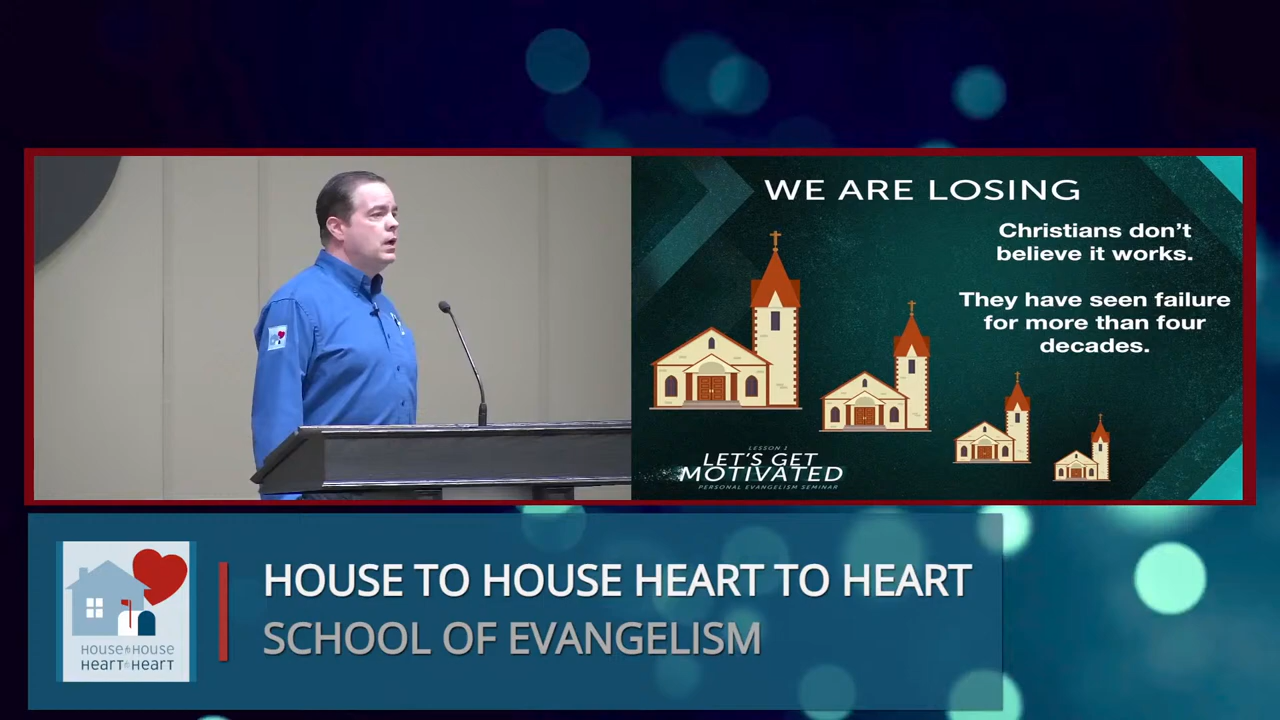 WE ARE LOSING
Christians don't
believe it works.
They have seen failure
for more than four
decades.
LESSON 1
LET'S GET
MOTIVATED
PERSONAL EVANGELISM SEMINAR
HOUSE TO HOUSE HEART TO HEART
SCHOOL OF EVANGELISM
HOUSE TO HOUSE
HEART TO HEART